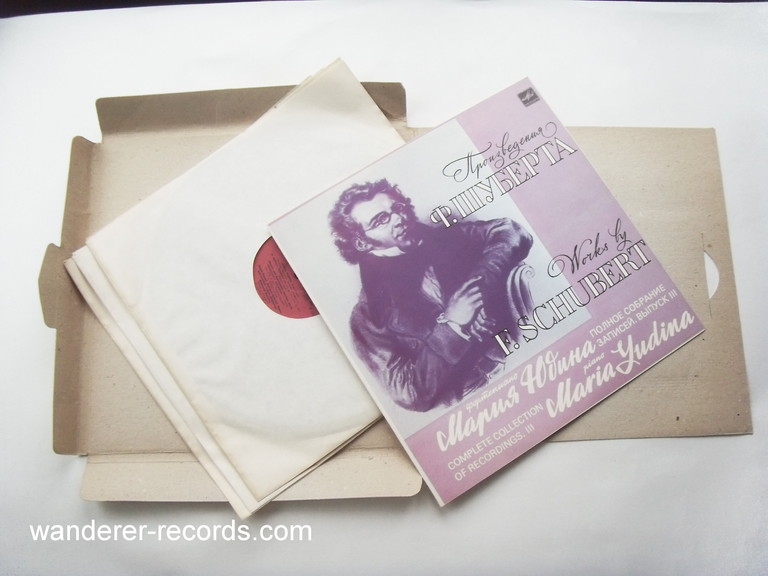 Произведения
Ф. ШУБЕРТА
Works by
F. SCHUBERT
ПОЛНОЕ СОБРАНИЕ
ЗАПИСЕЙ. ВЫПУСК III
фортепиано
Мария Юдина
piano
Maria Yudina
COMPLETE COLLECTION
OF RECORDINGS, III
wanderer-records.com